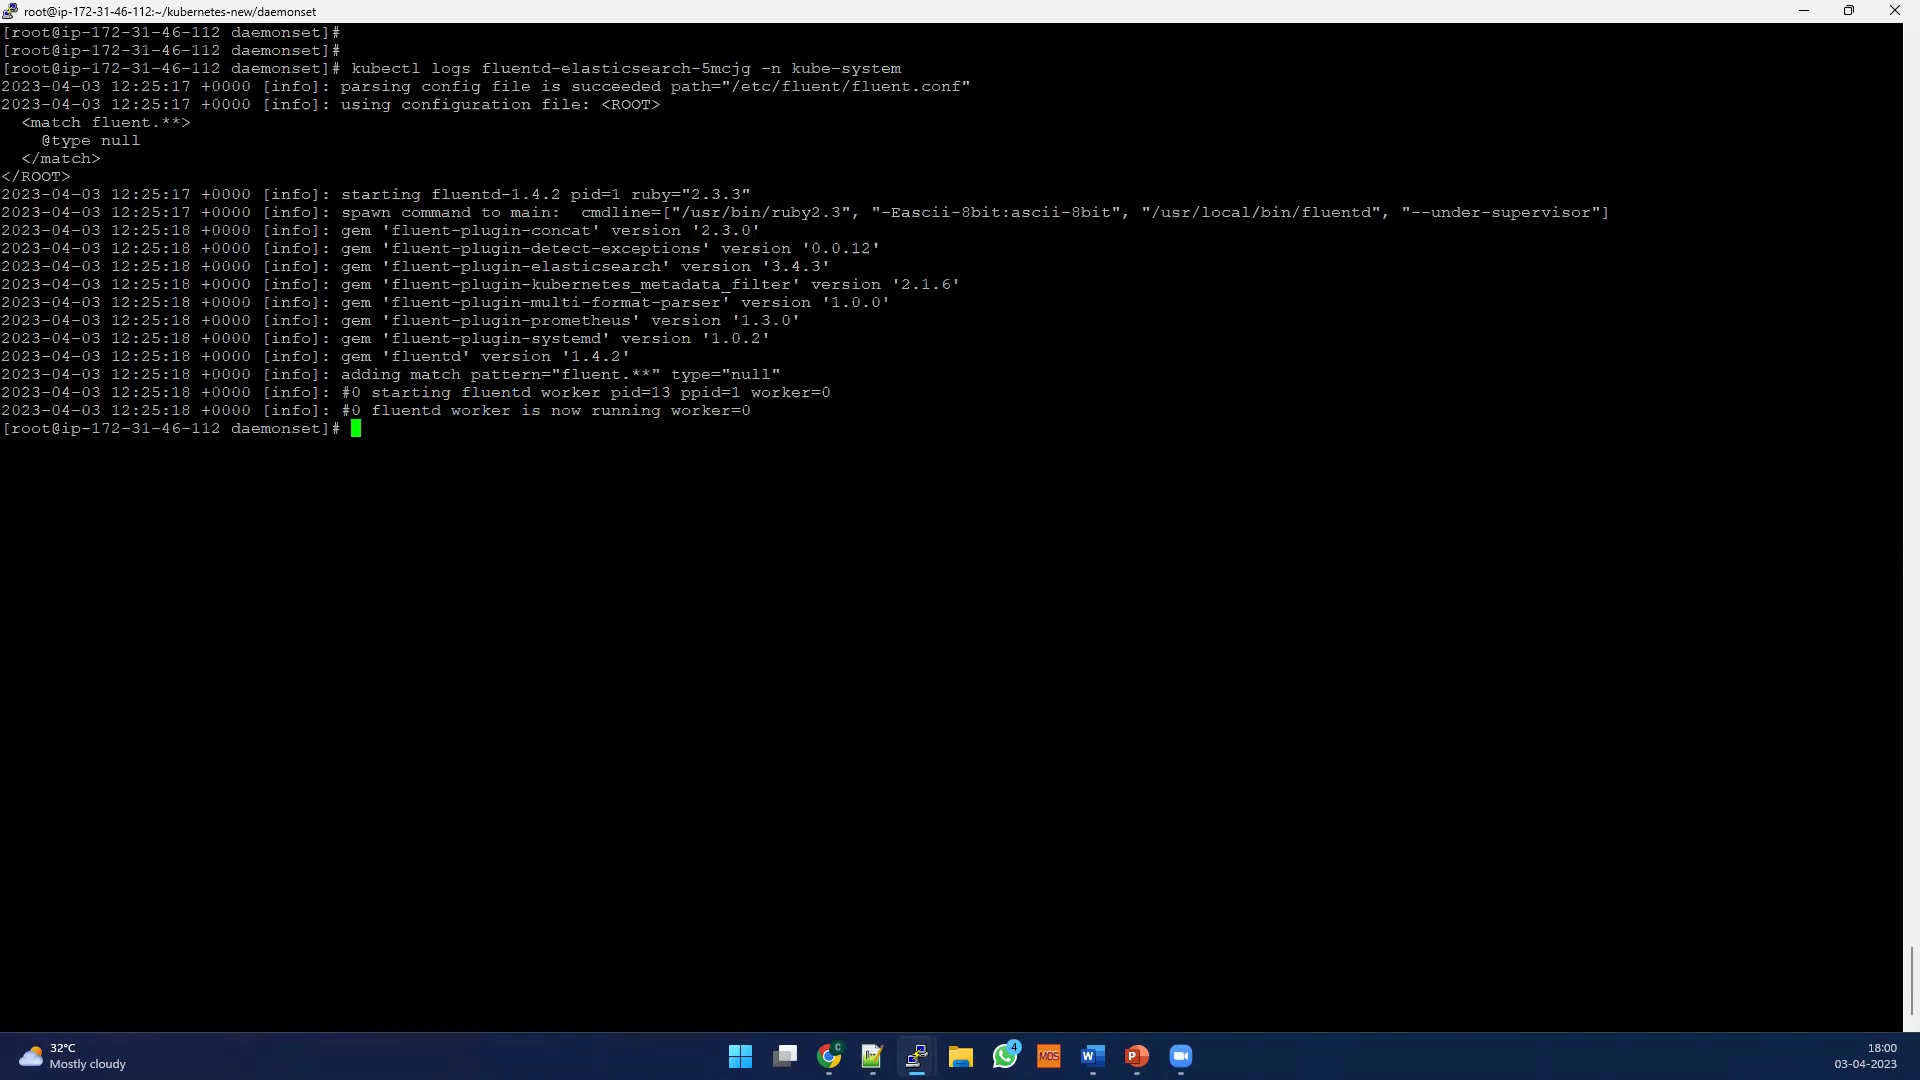 root@ip-172-31-46-112:~/kubernetes-new/daemonset
[root@ip-172-31-46-112 daemonset]#
[root@ip-172-31-46-112 daemonset]#
[root@ip-172-31-46-112 daemonset]# kubectl logs fluentd-elasticsearch-5mcjg -n kube-system
2023-04-03 12:25:17 +0000 [info]: parsing config file is succeeded path="/etc/fluent/fluent.conf"
2023-04-03 12:25:17 +0000 [info]: using configuration file: <ROOT>
  <match fluent.**>
    @type null
  </match>
</ROOT>
2023-04-03 12:25:17 +0000 [info]: starting fluentd-1.4.2 pid=1 ruby="2.3.3"
2023-04-03 12:25:17 +0000 [info]: spawn command to main:  cmdline=["/usr/bin/ruby2.3", "-Eascii-8bit:ascii-8bit", "/usr/local/bin/fluentd", "--under-supervisor"]
2023-04-03 12:25:18 +0000 [info]: gem 'fluent-plugin-concat' version '2.3.0'
2023-04-03 12:25:18 +0000 [info]: gem 'fluent-plugin-detect-exceptions' version '0.0.12'
2023-04-03 12:25:18 +0000 [info]: gem 'fluent-plugin-elasticsearch' version '3.4.3'
2023-04-03 12:25:18 +0000 [info]: gem 'fluent-plugin-kubernetes_metadata_filter' version '2.1.6'
2023-04-03 12:25:18 +0000 [info]: gem 'fluent-plugin-multi-format-parser' version '1.0.0'
2023-04-03 12:25:18 +0000 [info]: gem 'fluent-plugin-prometheus' version '1.3.0'
2023-04-03 12:25:18 +0000 [info]: gem 'fluent-plugin-systemd' version '1.0.2'
2023-04-03 12:25:18 +0000 [info]: gem 'fluentd' version '1.4.2'
2023-04-03 12:25:18 +0000 [info]: adding match pattern="fluent.**" type="null"
2023-04-03 12:25:18 +0000 [info]: #0 starting fluentd worker pid=13 ppid=1 worker=0
2023-04-03 12:25:18 +0000 [info]: #0 fluentd worker is now running worker=0
[root@ip-172-31-46-112 daemonset]#
32°C
Mostly cloudy
C
4
MOS
W
P
18:00
03-04-2023